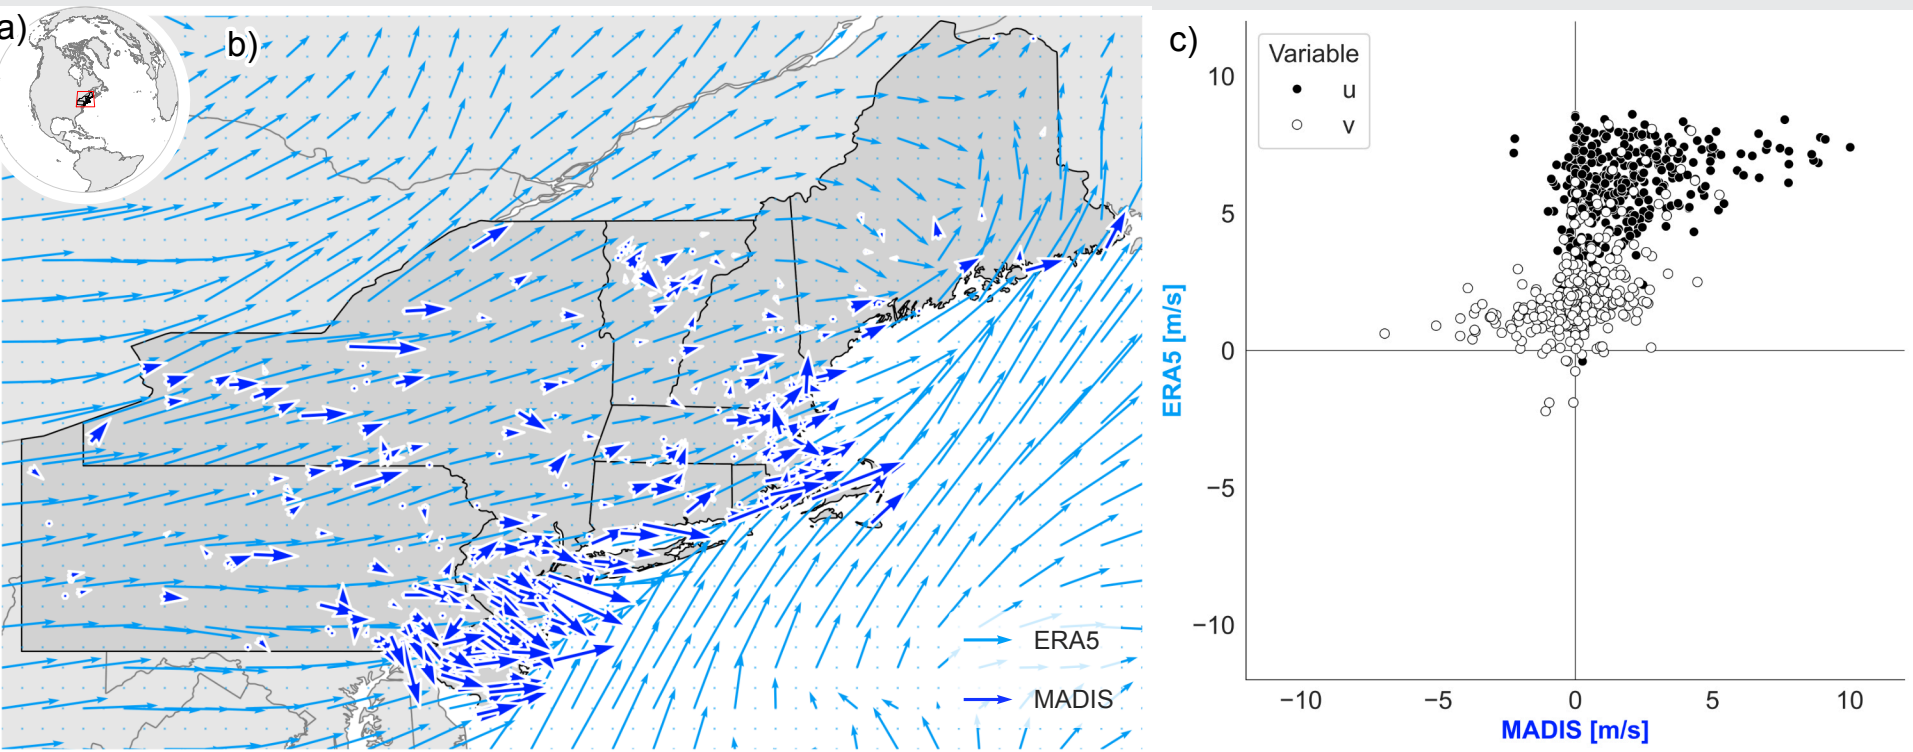 a)
b)
ERA5
MADIS
c)
Variable
u
v
10
5
0
−5
−10
ERA5 [m/s]
−10
−5
0
5
10
MADIS [m/s]